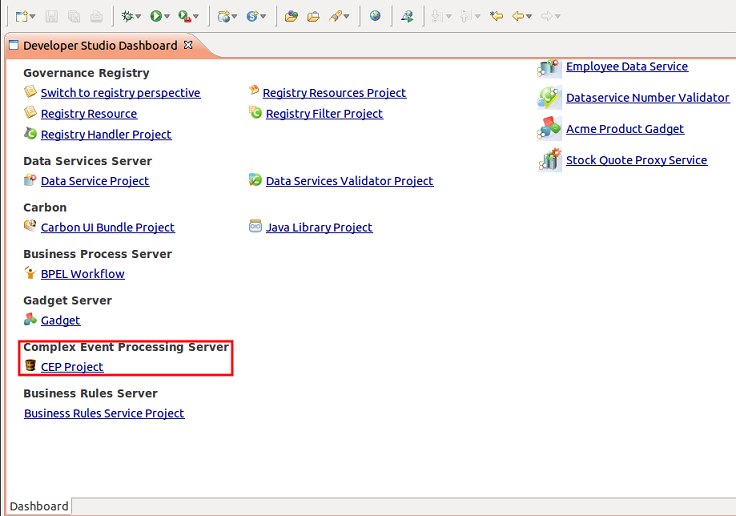 Developer Studio Dashboard
Governance Registry
Switch to registry perspective
Registry Resources Project
Registry Resource
Registry Filter Project
Registry Handler Project
Data Services Server
Data Service Project
Data Services Validator Project
Carbon
Carbon UI Bundle Project
Java Library Project
Business Process Server
BPEL Workflow
Gadget Server
Gadget
Complex Event Processing Server
CEP Project
Business Rules Server
Business Rules Service Project
Employee Data Service
Dataservice Number Validator
Acme Product Gadget
Stock Quote Proxy Service
Dashboard